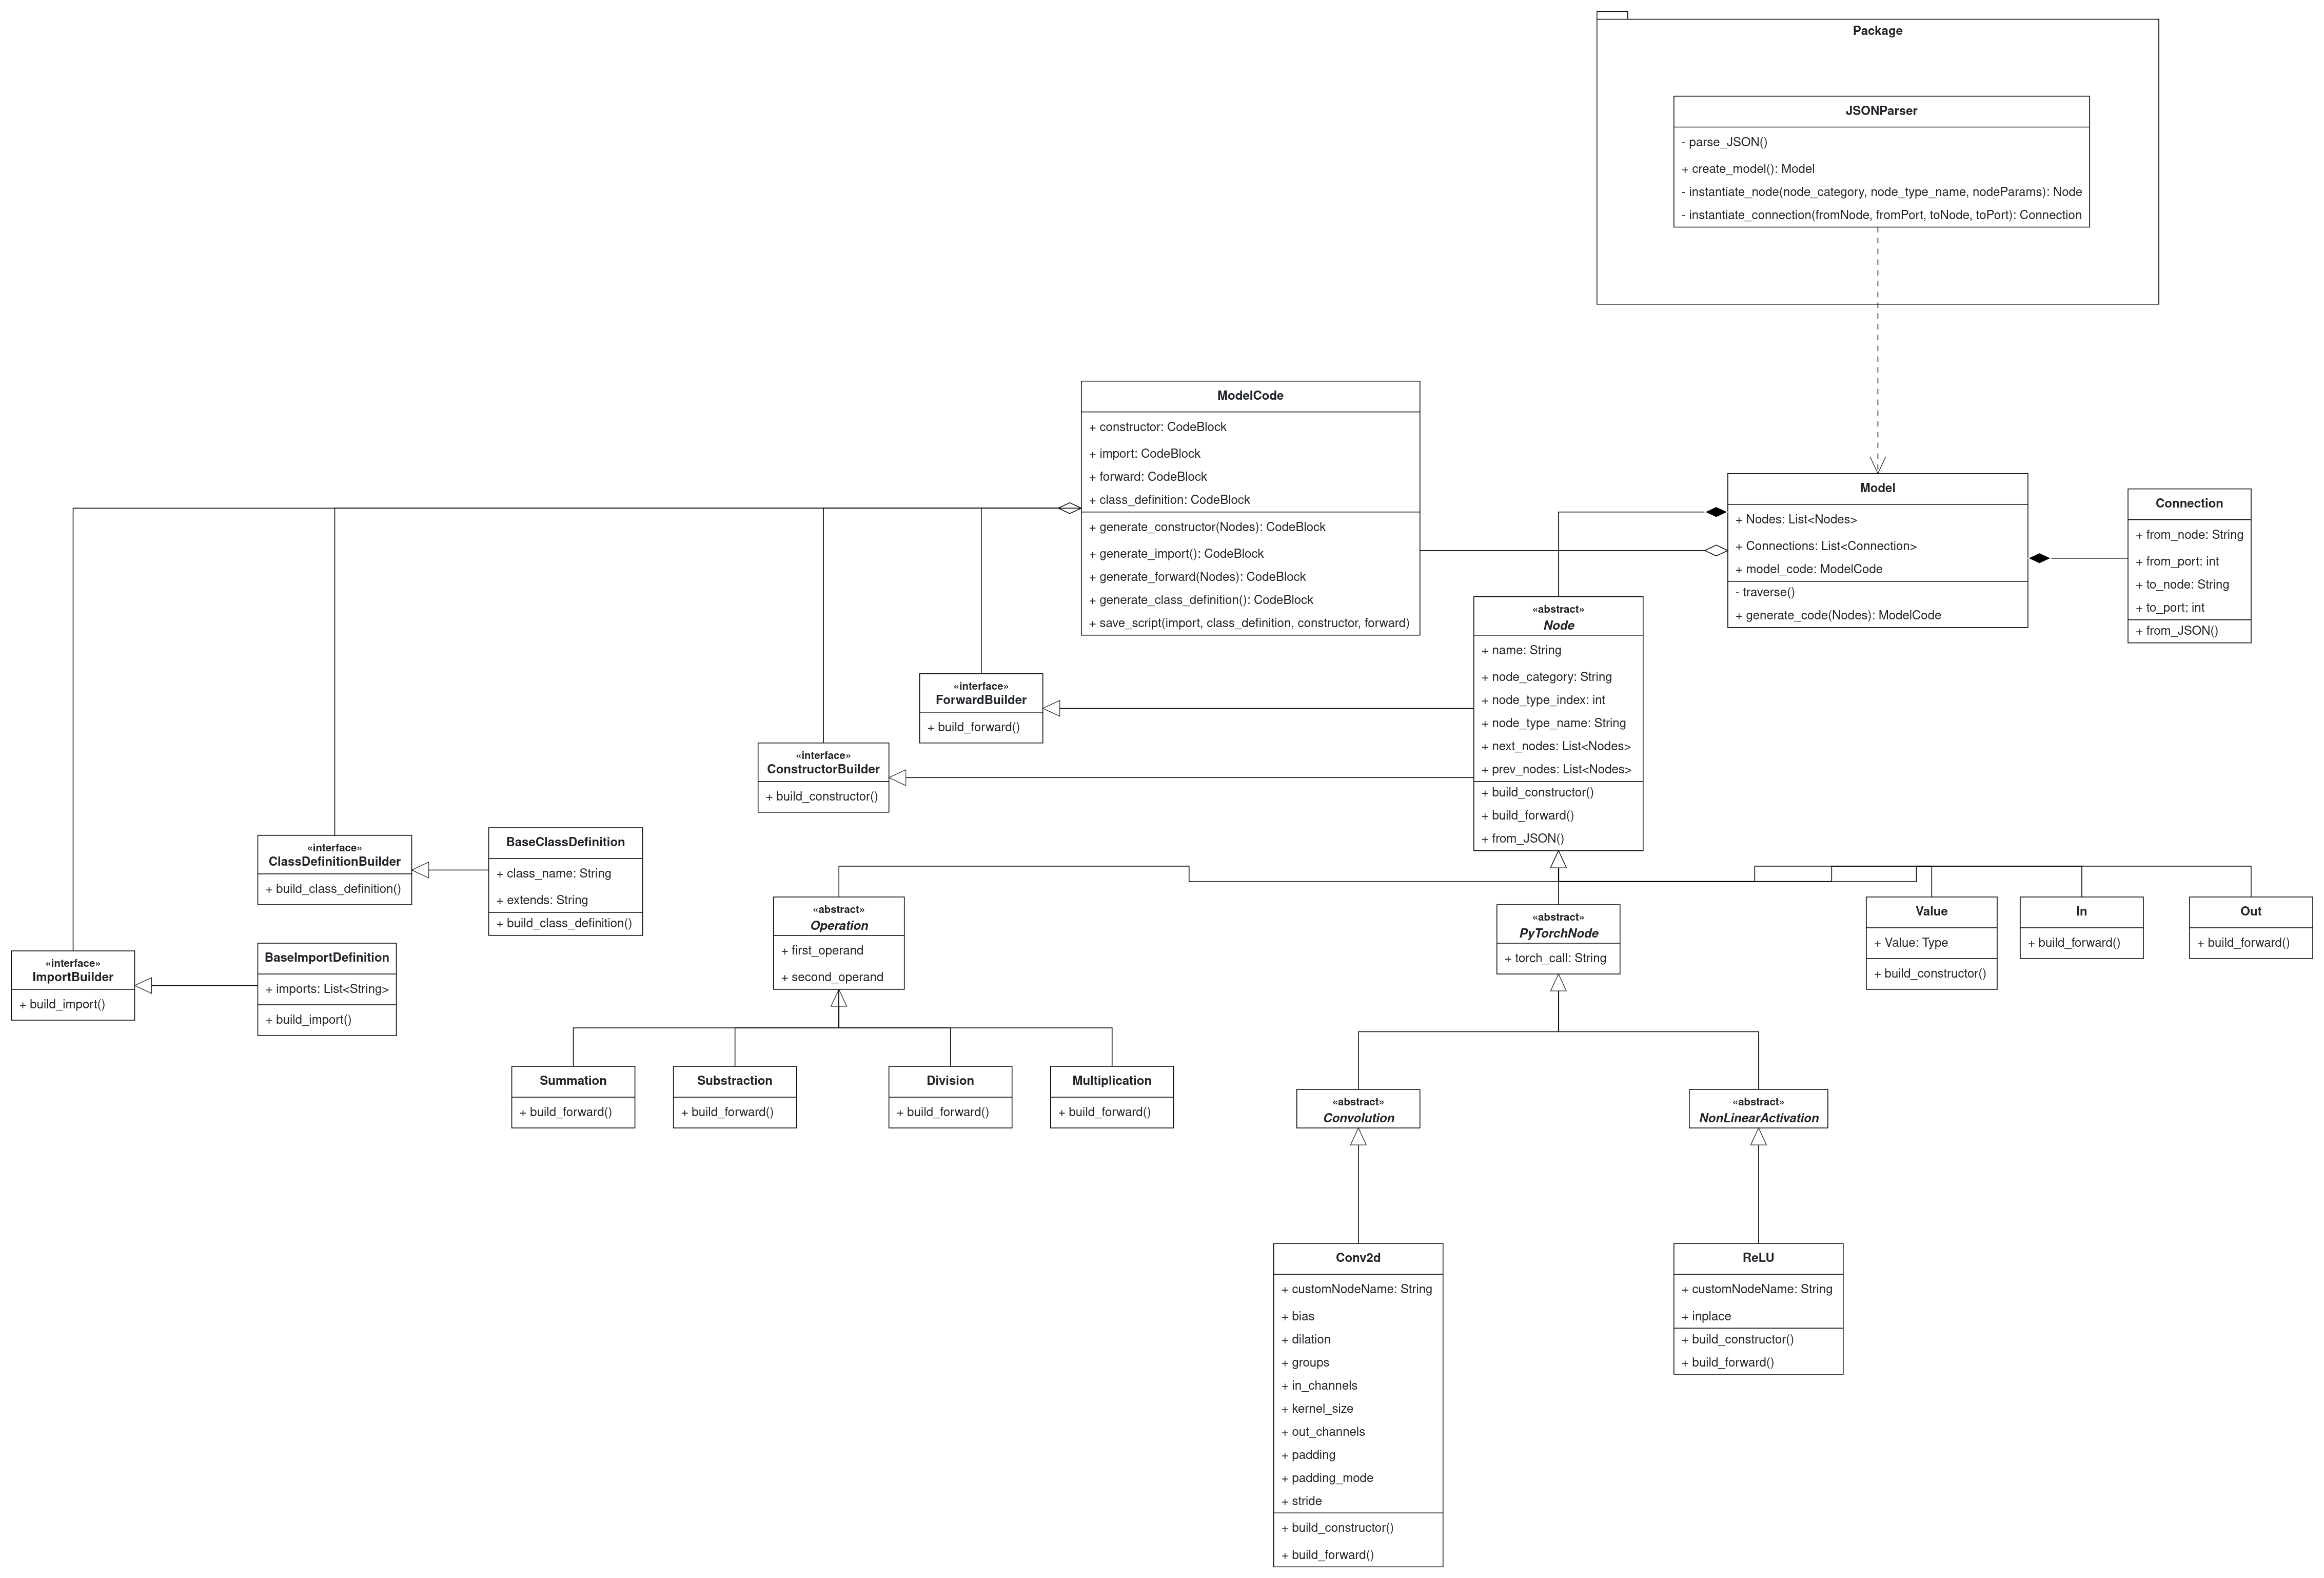 Package
JSONParser
- parse_JSON()
+ create_model(): Model
- instantiate_node(node_category, node_type_name, nodeParams): Node
- instantiate_connection(fromNode, fromPort, toNode, toPort): Connection
ModelCode
+ constructor: CodeBlock
+ import: CodeBlock
+ forward: CodeBlock
+ class_definition: CodeBlock
+ generate_constructor(Nodes): CodeBlock
+ generate_import(): CodeBlock
+ generate_forward(Nodes): CodeBlock
+ generate_class_definition(): CodeBlock
+ save_script(import, class_definition, constructor, forward)
Model
+ Nodes: List<Nodes>
+ Connections: List<Connection>
+ model_code: ModelCode
- traverse()
+ generate_code(Nodes): ModelCode
Connection
+ from_node: String
+ from_port: int
+ to_node: String
+ to_port: int
+ from_JSON()
«abstract»
Node
+ name: String
+ node_category: String
+ node_type_index: int
+ node_type_name: String
+ next_nodes: List<Nodes>
+ prev_nodes: List<Nodes>
+ build_constructor()
+ build_forward()
+ from_JSON()
«interface»
ForwardBuilder
+ build_forward()
«interface»
ConstructorBuilder
+ build_constructor()
«interface»
ClassDefinitionBuilder
+ build_class_definition()
BaseClassDefinition
+ class_name: String
+ extends: String
+ build_class_definition()
«interface»
ImportBuilder
+ build_import()
BaseImportDefinition
+ imports: List<String>
+ build_import()
«abstract»
Operation
+ first_operand
+ second_operand
«abstract»
PyTorchNode
+ torch_call: String
Value
+ Value: Type
+ build_constructor()
In
+ build_forward()
Out
+ build_forward()
Summation
+ build_forward()
Substraction
+ build_forward()
Division
+ build_forward()
Multiplication
+ build_forward()
«abstract»
Convolution
«abstract»
NonLinearActivation
Conv2d
+ customNodeName: String
+ bias
+ dilation
+ groups
+ in_channels
+ kernel_size
+ out_channels
+ padding
+ padding_mode
+ stride
+ build_constructor()
+ build_forward()
ReLU
+ customNodeName: String
+ inplace
+ build_constructor()
+ build_forward()